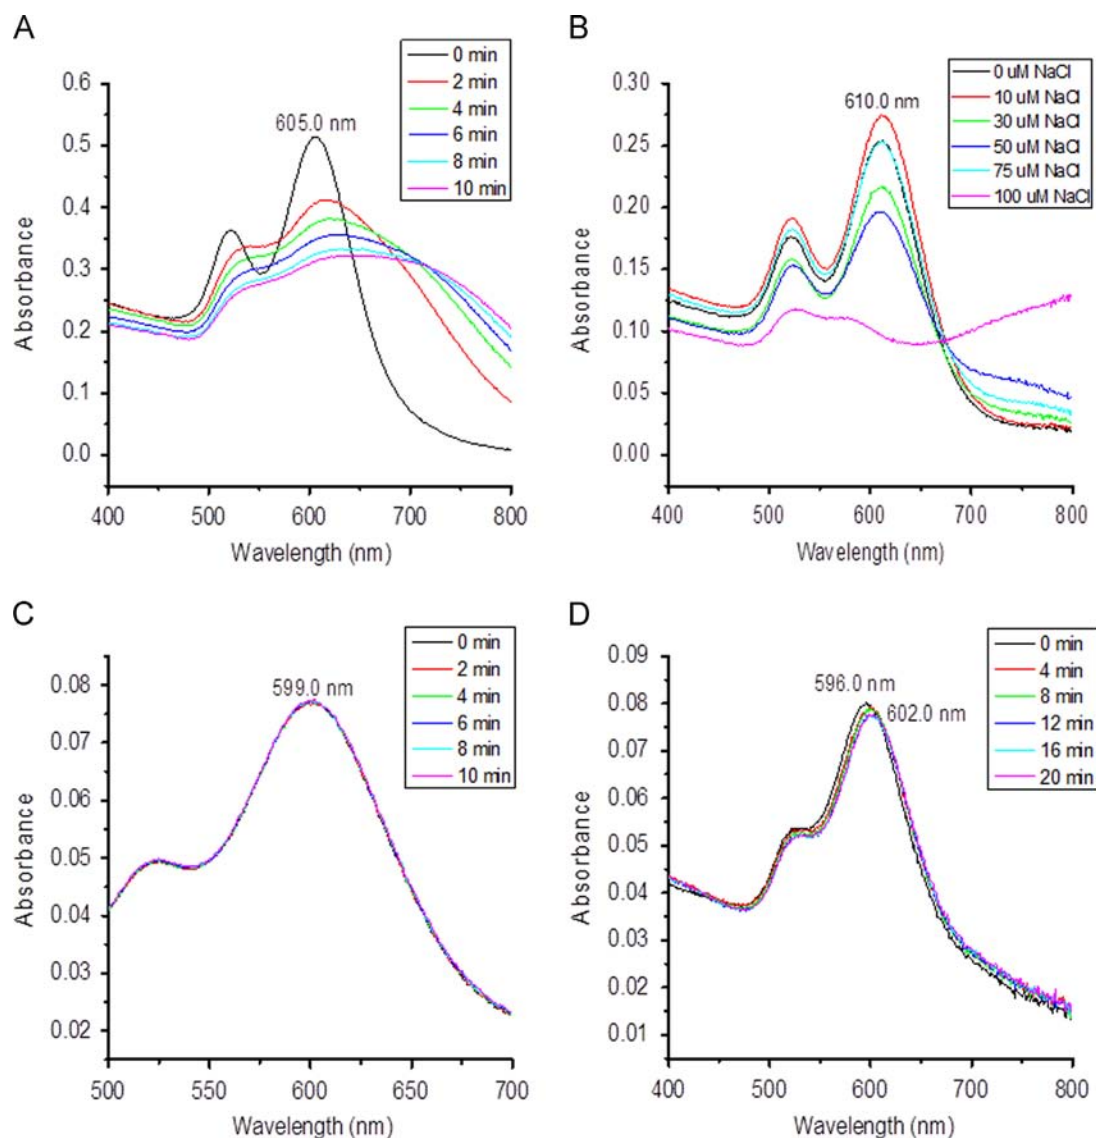 A
0 min
2 min
4 min
6 min
8 min
10 min
605.0 nm
0.6
0.5
0.4
0.3
0.2
0.1
0.0
Absorbance
400 500 600 700 800
Wavelength (nm)
B
0 uM NaCl
10 uM NaCl
30 uM NaCl
50 uM NaCl
75 uM NaCl
100 uM NaCl
610.0 nm
0.30
0.25
0.20
0.15
0.10
0.05
0.00
Absorbance
400 500 600 700 800
Wavelength (nm)
C
0 min
2 min
4 min
6 min
8 min
10 min
599.0 nm
0.08
0.07
0.06
0.05
0.04
0.03
0.02
Absorbance
500 550 600 650 700
Wavelength (nm)
D
0 min
4 min
8 min
12 min
16 min
20 min
596.0 nm
602.0 nm
0.09
0.08
0.07
0.06
0.05
0.04
0.03
0.02
0.01
Absorbance
400 500 600 700 800
Wavelength (nm)